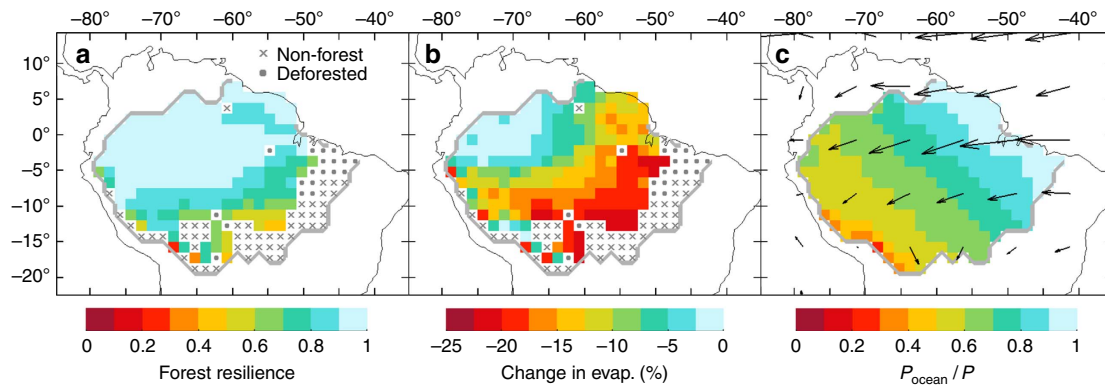 −80° −70° −60° −50° −40° −80° −70° −60° −50° −40° −80° −70° −60° −50° −40°
a × Non-forest b c
Deforested
10°
5°
0°
−5°
−10°
−15°
−20°
0 0.2 0.4 0.6 0.8 1 −25 −20 −15 −10 −5 0 0 0.2 0.4 0.6 0.8 1
Forest resilience Change in evap. (%) Pocean / P